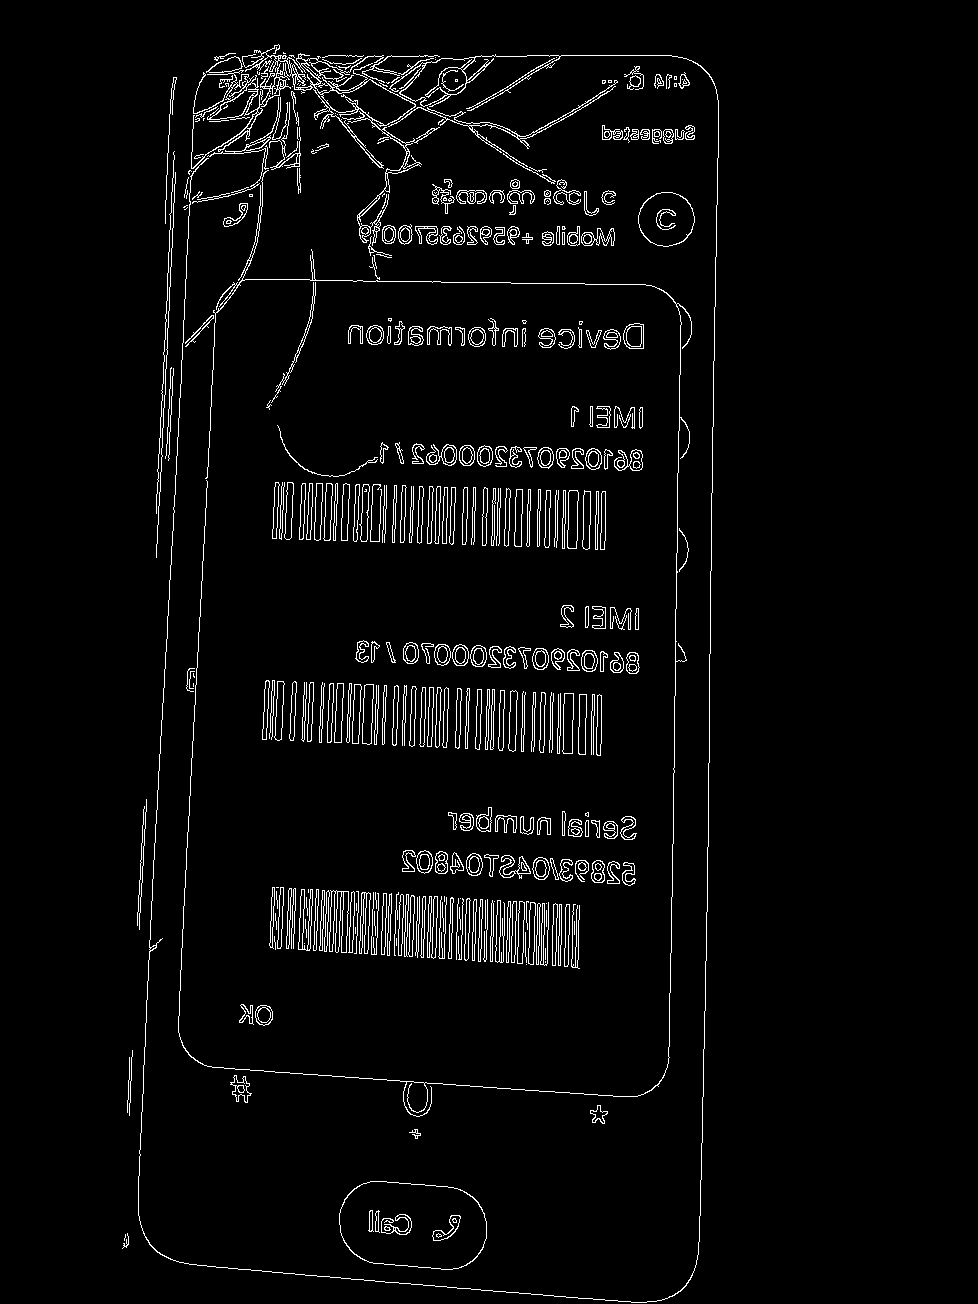 4:14
Suggested
C
Mobile
Device information
IMEI 1
861029073200062 / 1
IMEI 2
861029073200070 / 13
Serial number
52893/04ST04802
OK
* 0 #
+
Call